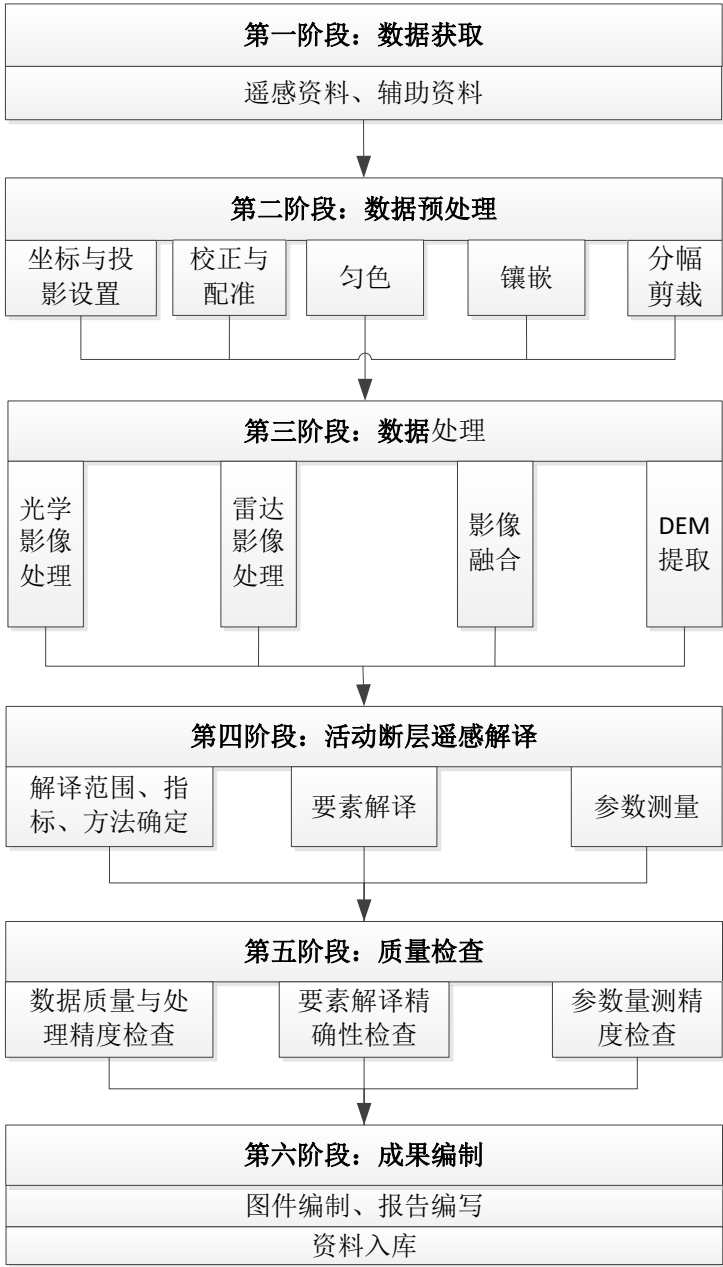 第一阶段：数据获取
遥感资料、辅助资料
第二阶段：数据预处理
坐标与投
影设置
校正与
配准
匀色
镶嵌
分幅
剪裁
第三阶段：数据处理
光学
影像
处理
雷达
影像
处理
影像
融合
DEM
提取
第四阶段：活动断层遥感解译
解译范围、指
标、方法确定
要素解译
参数测量
第五阶段：质量检查
数据质量与处
理精度检查
要素解译精
确性检查
参数量测精
度检查
第六阶段：成果编制
图件编制、报告编写
资料入库